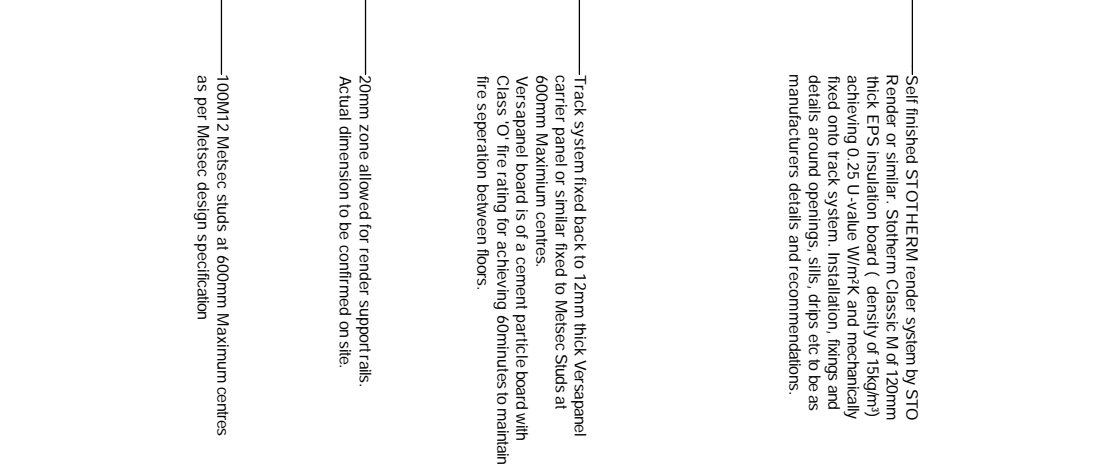 Self finished STOTHERM render system by STO
Render or similar. Stotherm Classic M of 120mm
thick EPS insulation board ( density of 15kg/m³)
achieving 0.25 U-value W/m²K and mechanically
fixed onto track system. Installation, fixings and
details around openings, sills, drips etc to be as
manufacturers details and recommendations.
Track system fixed back to 12mm thick Versapanel
carrier panel or similar fixed to Metsec Studs at
600mm Maximium centres.
Versapanel board is of a cement particle board with
Class 'O' fire rating for achieving 60minutes to maintain
fire seperation between floors.
20mm zone allowed for render support rails.
Actual dimension to be confirmed on site.
100M12 Metsec studs at 600mm Maximum centres
as per Metsec design specification